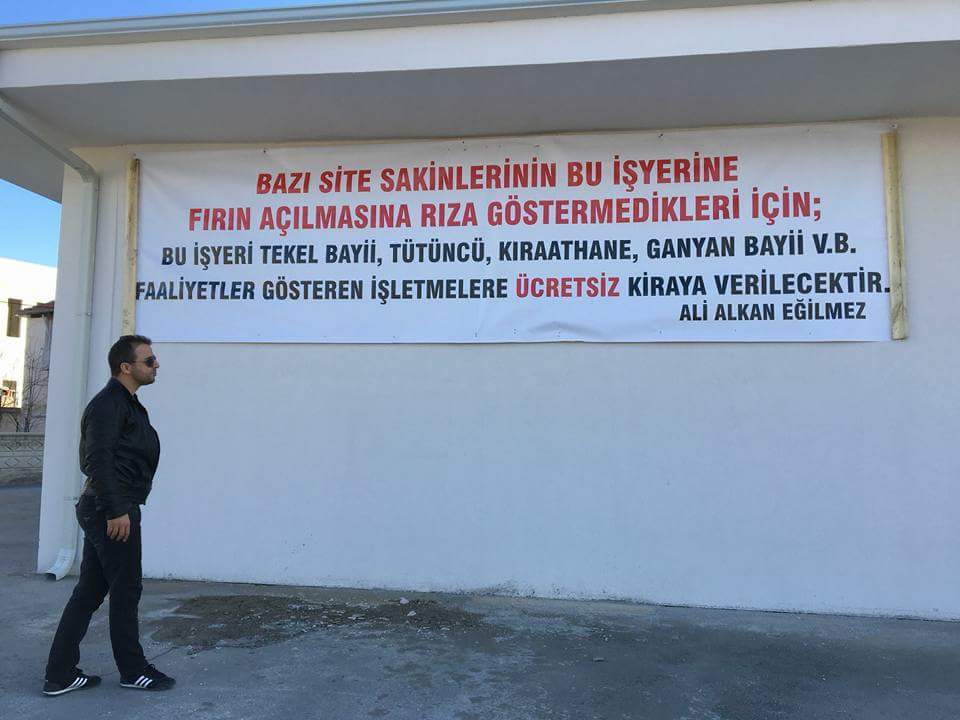 BAZI SİTE SAKİNLERİNİN BU İŞYERİNE
FIRIN AÇILMASINA RIZA GÖSTERMEDİKLERİ İÇİN;
BU İŞYERİ TEKEL BAYİİ, TÜTÜNCÜ, KIRAATHANE, GANYAN BAYİİ V.B.
FAALİYETLER GÖSTEREN İŞLETMELERE ÜCRETSİZ KİRAYA VERİLECEKTİR.
ALİ ALKAN EĞİLMEZ